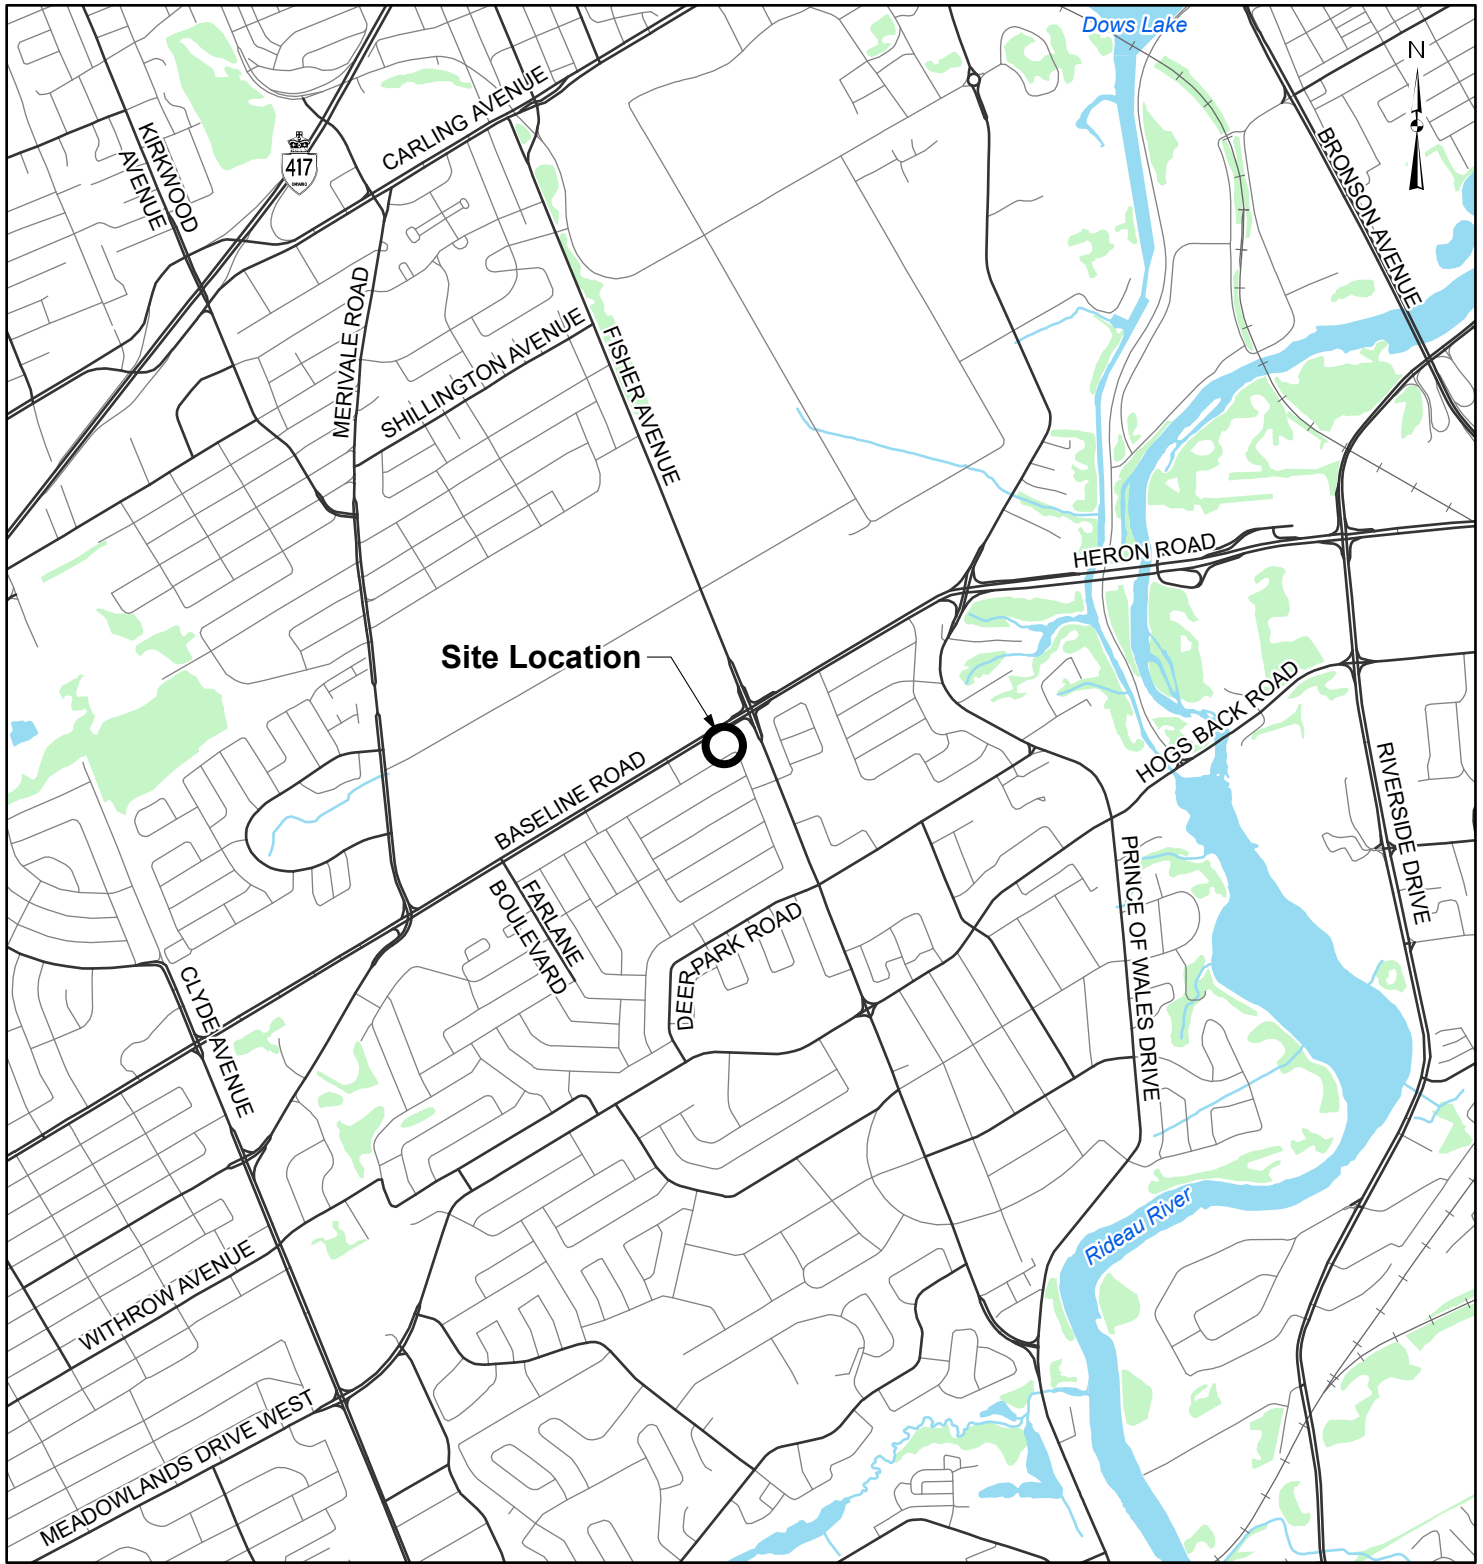 Dows Lake
N
CARLING AVENUE
KIRKWOOD
AVENUE
417
ONTARIO
BRONSON AVENUE
MERIVALE ROAD
SHILLINGTON AVENUE
FISHER AVENUE
HERON ROAD
Site Location
HOGS BACK ROAD
BASELINE ROAD
RIVERSIDE DRIVE
PRINCE OF WALES DRIVE
FARLANE
BOULEVARD
DEER PARK ROAD
CLYDE AVENUE
Rideau River
WITHROW AVENUE
MEADOWLANDS DRIVE WEST